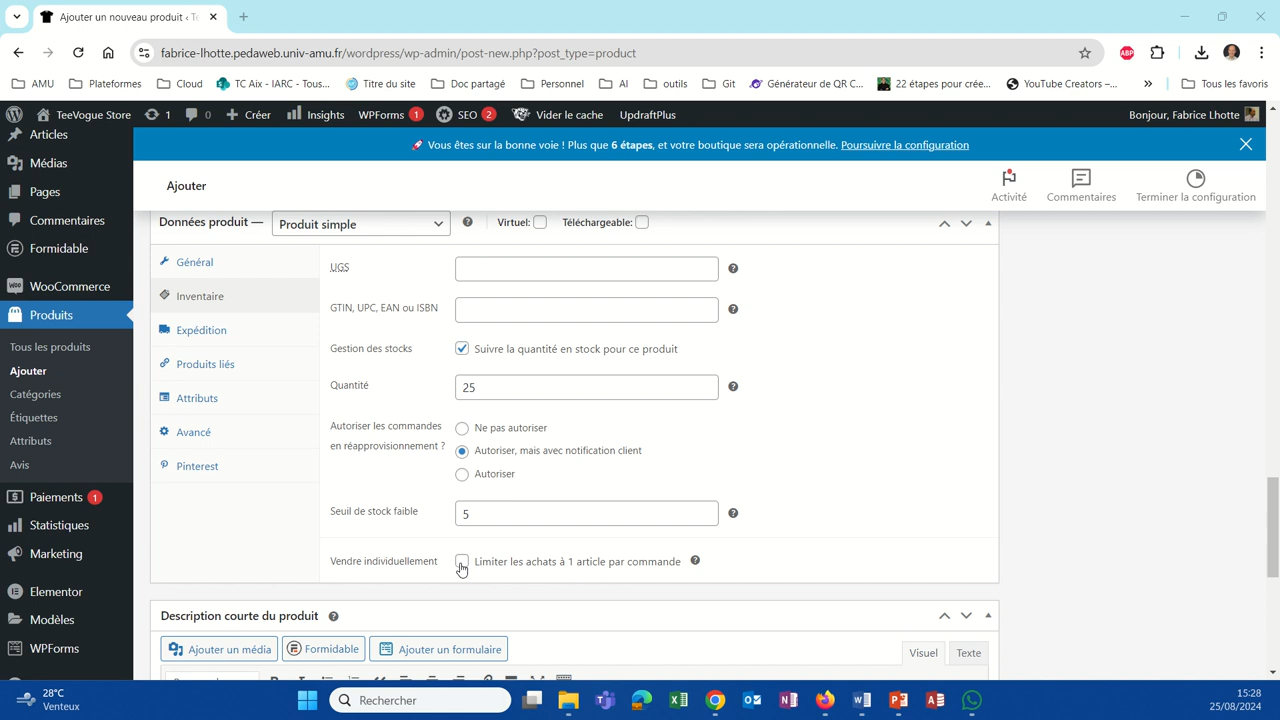 Ajouter un nouveau produit ‹ Te
fabrice-lhotte.pedaweb.univ-amu.fr/wordpress/wp-admin/post-new.php?post_type=product
ABP
AMU Plateformes Cloud TC Aix - IARC - Tous... Titre du site Doc partagé Personnel AI outils Git Générateur de QR C... 22 étapes pour crée... YouTube Creators –... » Tous les favoris
TeeVogue Store 1 0 Créer Insights WPForms 1 SEO 2 Vider le cache UpdraftPlus Bonjour, Fabrice Lhotte
Articles
Médias
Pages
Commentaires
Formidable
WooCommerce
Produits
Tous les produits
Ajouter
Catégories
Étiquettes
Attributs
Avis
Paiements 1
Statistiques
Marketing
Elementor
Modèles
WPForms
Vous êtes sur la bonne voie ! Plus que 6 étapes, et votre boutique sera opérationnelle. Poursuivre la configuration
Ajouter
Activité Commentaires Terminer la configuration
Données produit — Produit simple Virtuel: Téléchargeable:
Général
Inventaire
Expédition
Produits liés
Attributs
Avancé
Pinterest
UGS
GTIN, UPC, EAN ou ISBN
Gestion des stocks Suivre la quantité en stock pour ce produit
Quantité 25
Autoriser les commandes
en réapprovisionnement ?
Ne pas autoriser
Autoriser, mais avec notification client
Autoriser
Seuil de stock faible 5
Vendre individuellement Limiter les achats à 1 article par commande
Description courte du produit
Ajouter un média Formidable Ajouter un formulaire Visuel Texte
28°C
Venteux
Rechercher
15:28
25/08/2024